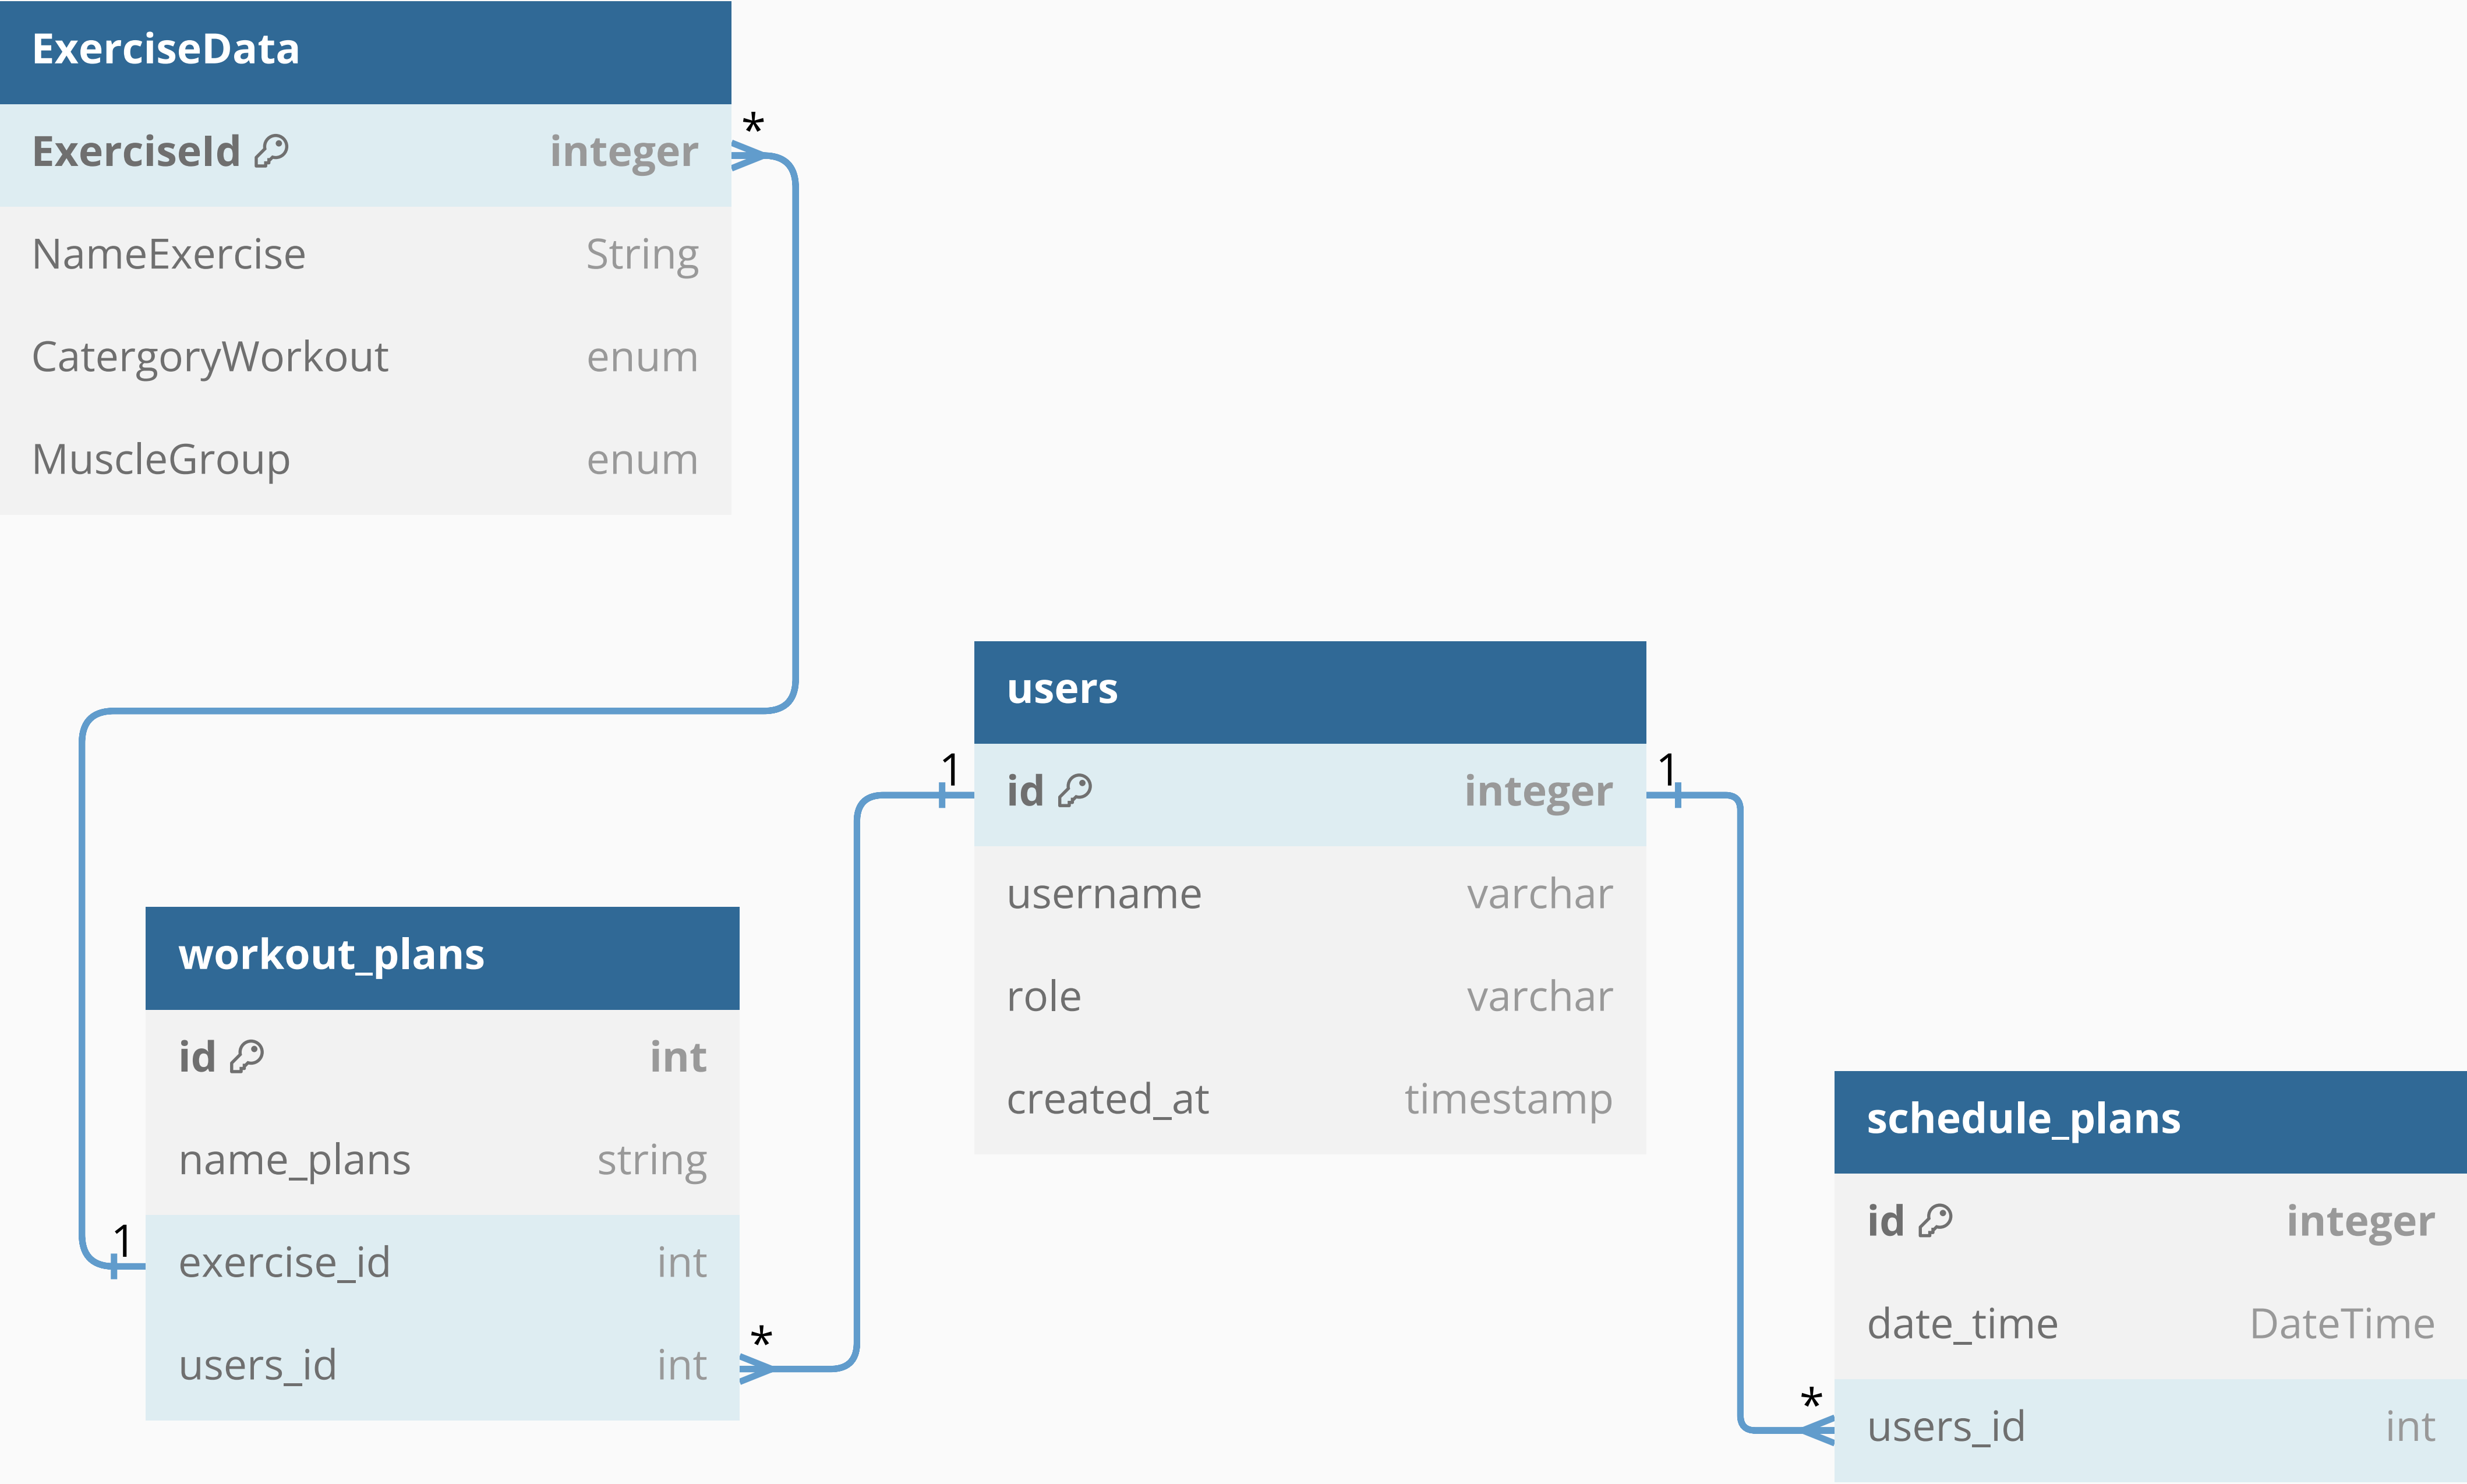 ExerciseData
ExerciseId integer
*
NameExercise String
CatergoryWorkout enum
MuscleGroup enum
users
1 id integer 1
username varchar
role varchar
created_at timestamp
workout_plans
id int
name_plans string
1 exercise_id int
users_id int
*
schedule_plans
id integer
date_time DateTime
*
users_id int